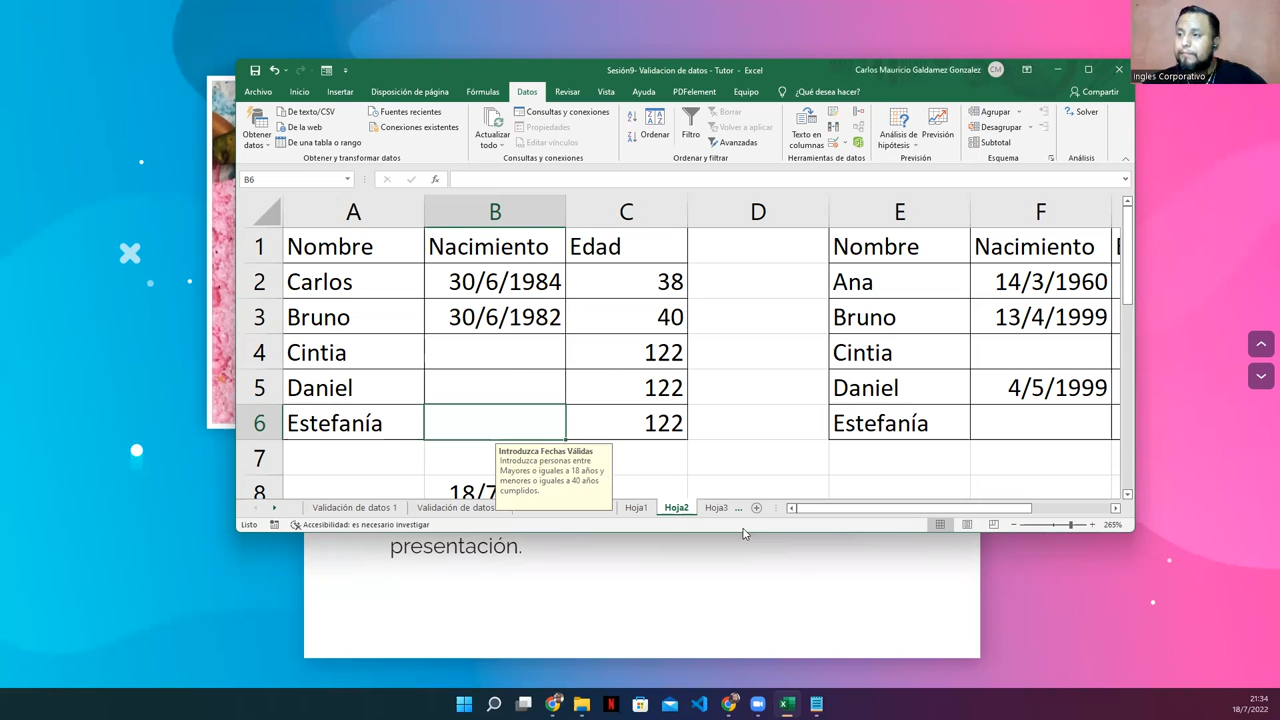 Ingles Corporativo
Sesión9- Validacion de datos - Tutor - Excel
Carlos Mauricio Galdamez Gonzalez
CM
Archivo
Inicio
Insertar
Disposición de página
Fórmulas
Datos
Revisar
Vista
Ayuda
PDFelement
Equipo
¿Qué desea hacer?
Compartir
Obtener datos
De texto/CSV
De la web
De una tabla o rango
Fuentes recientes
Conexiones existentes
Obtener y transformar datos
Actualizar todo
Consultas y conexiones
Propiedades
Editar vínculos
Consultas y conexiones
Ordenar
Filtro
Borrar
Volver a aplicar
Avanzadas
Ordenar y filtrar
Texto en columnas
Herramientas de datos
Análisis de hipótesis
Previsión
Previsión
Agrupar
Desagrupar
Subtotal
Esquema
Solver
Análisis
B6
A B C D E F
1 Nombre Nacimiento Edad Nombre Nacimiento
2 Carlos 30/6/1984 38 Ana 14/3/1960
3 Bruno 30/6/1982 40 Bruno 13/4/1999
4 Cintia 122 Cintia
5 Daniel 122 Daniel 4/5/1999
6 Estefanía 122 Estefanía
7
8 18/7
Introduzca Fechas Válidas
Introduzca personas entre
Mayores o iguales a 18 años y
menores o iguales a 40 años
cumplidos.
Validación de datos 1
Validación de datos
Hoja1
Hoja2
Hoja3
...
Listo
Accesibilidad: es necesario investigar
265%
presentación.
21:34
18/7/2022